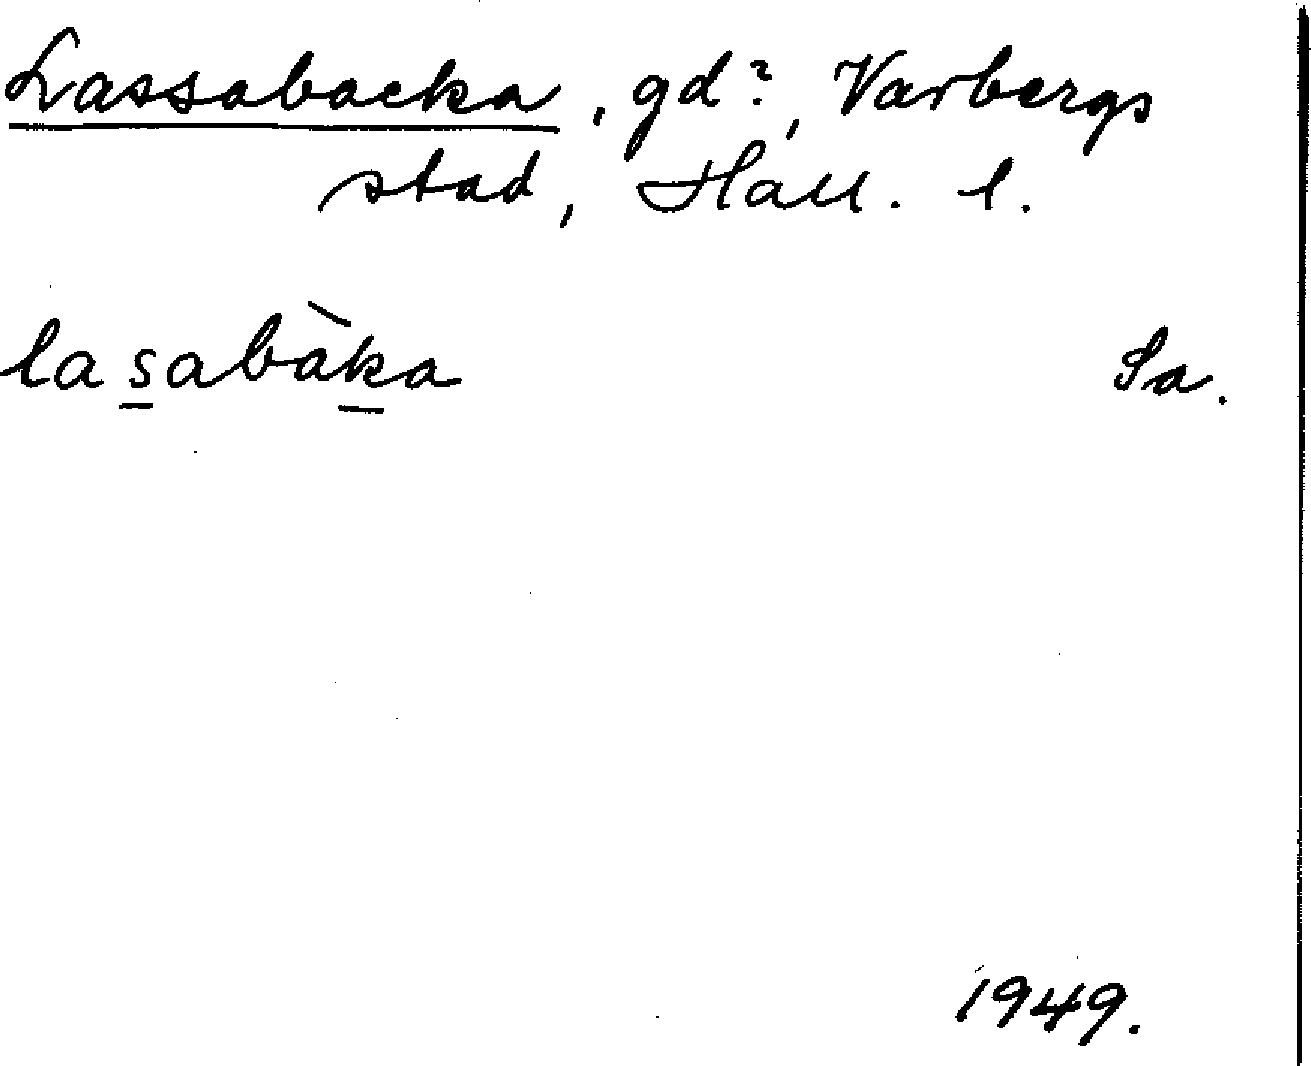 Lassabacka, gd?, Varbergs
stad, Hall. l.
lasabàka Sa.
1949.